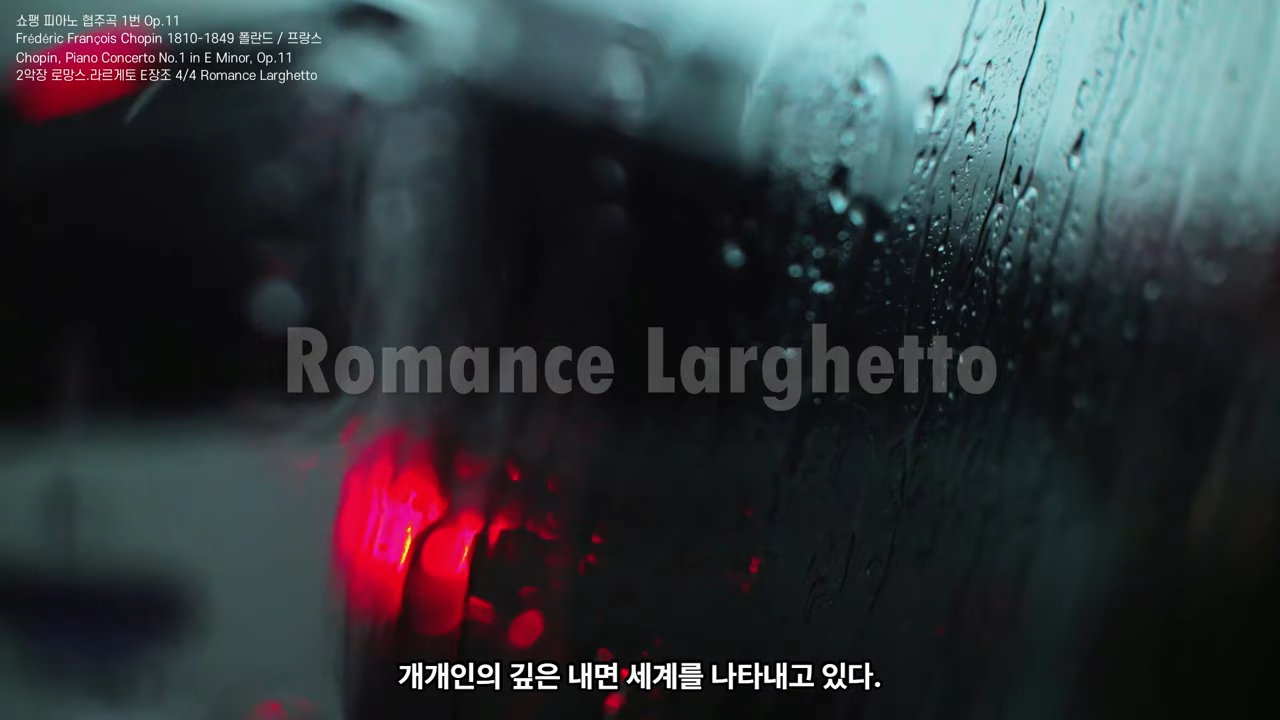 쇼팽 피아노 협주곡 1번 Op.11
Frédéric François Chopin 1810-1849 폴란드 / 프랑스
Chopin, Piano Concerto No.1 in E Minor, Op.11
2악장 로망스.라르게토 E장조 4/4 Romance Larghetto
Romance Larghetto
개개인의 깊은 내면 세계를 나타내고 있다.